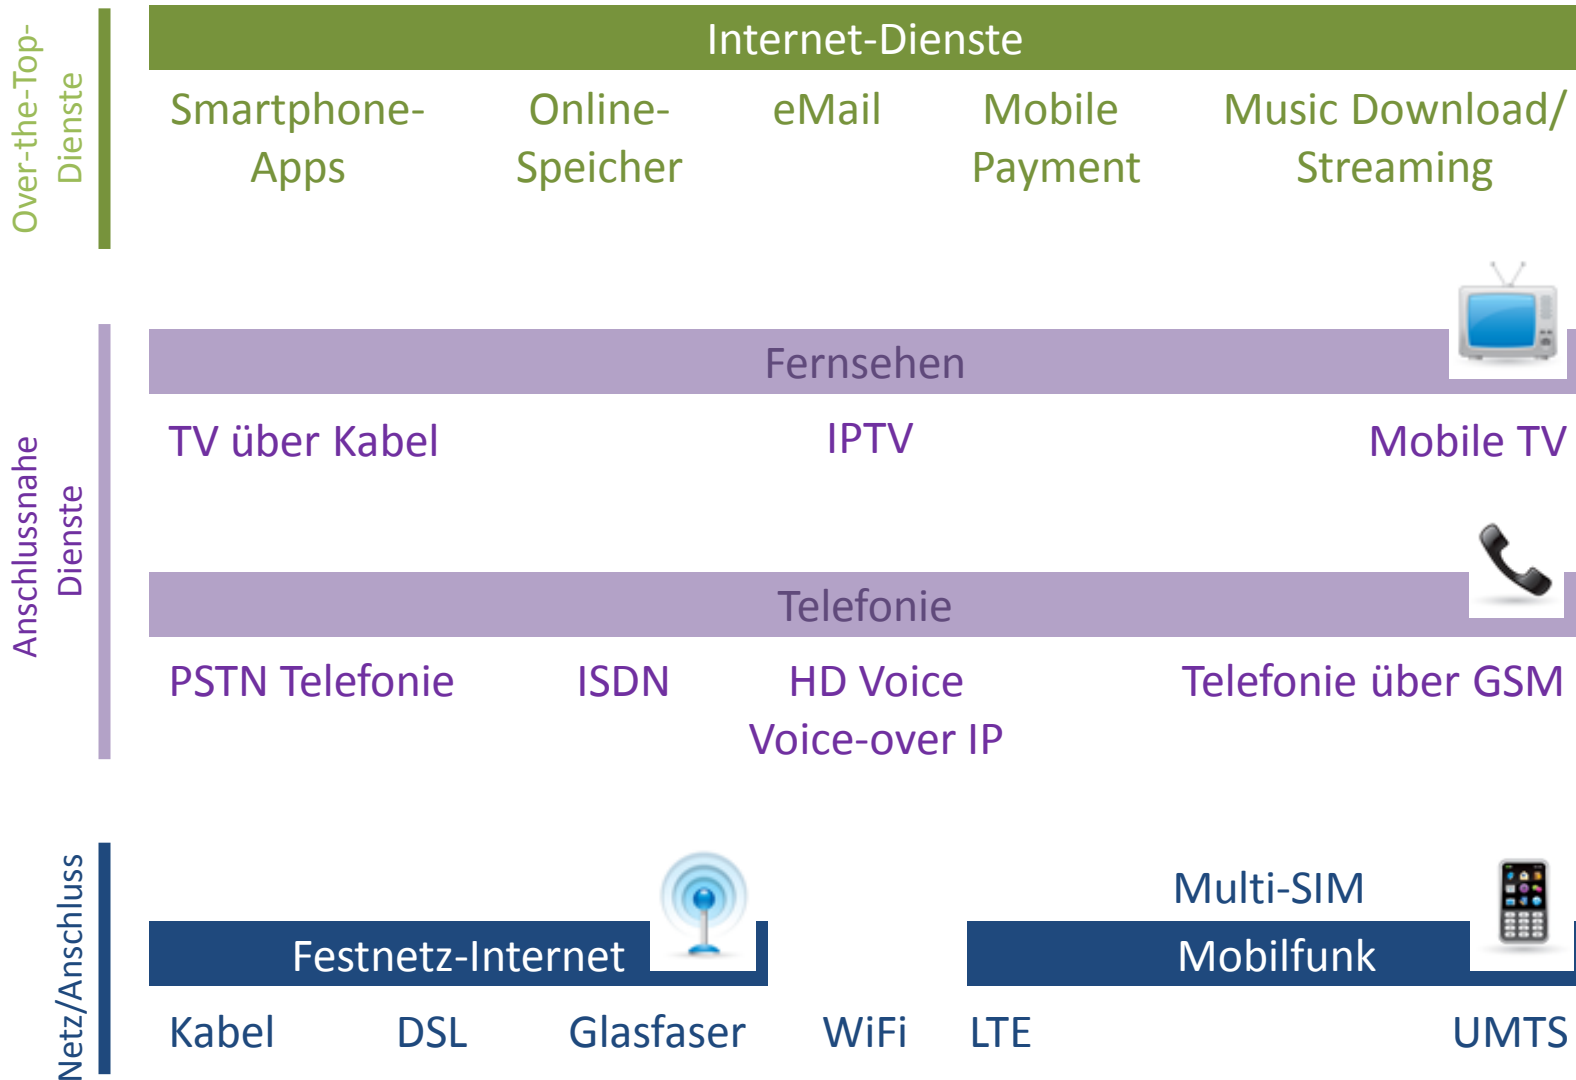 Over-the-Top-
Dienste
Internet-Dienste
Smartphone-
Apps
Online-
Speicher
eMail
Mobile
Payment
Music Download/
Streaming
Anschlussnahe
Dienste
Fernsehen
TV über Kabel
IPTV
Mobile TV
Telefonie
PSTN Telefonie
ISDN
HD Voice
Voice-over IP
Telefonie über GSM
Netz/Anschluss
Festnetz-Internet
Kabel
DSL
Glasfaser
WiFi
Multi-SIM
Mobilfunk
LTE
UMTS